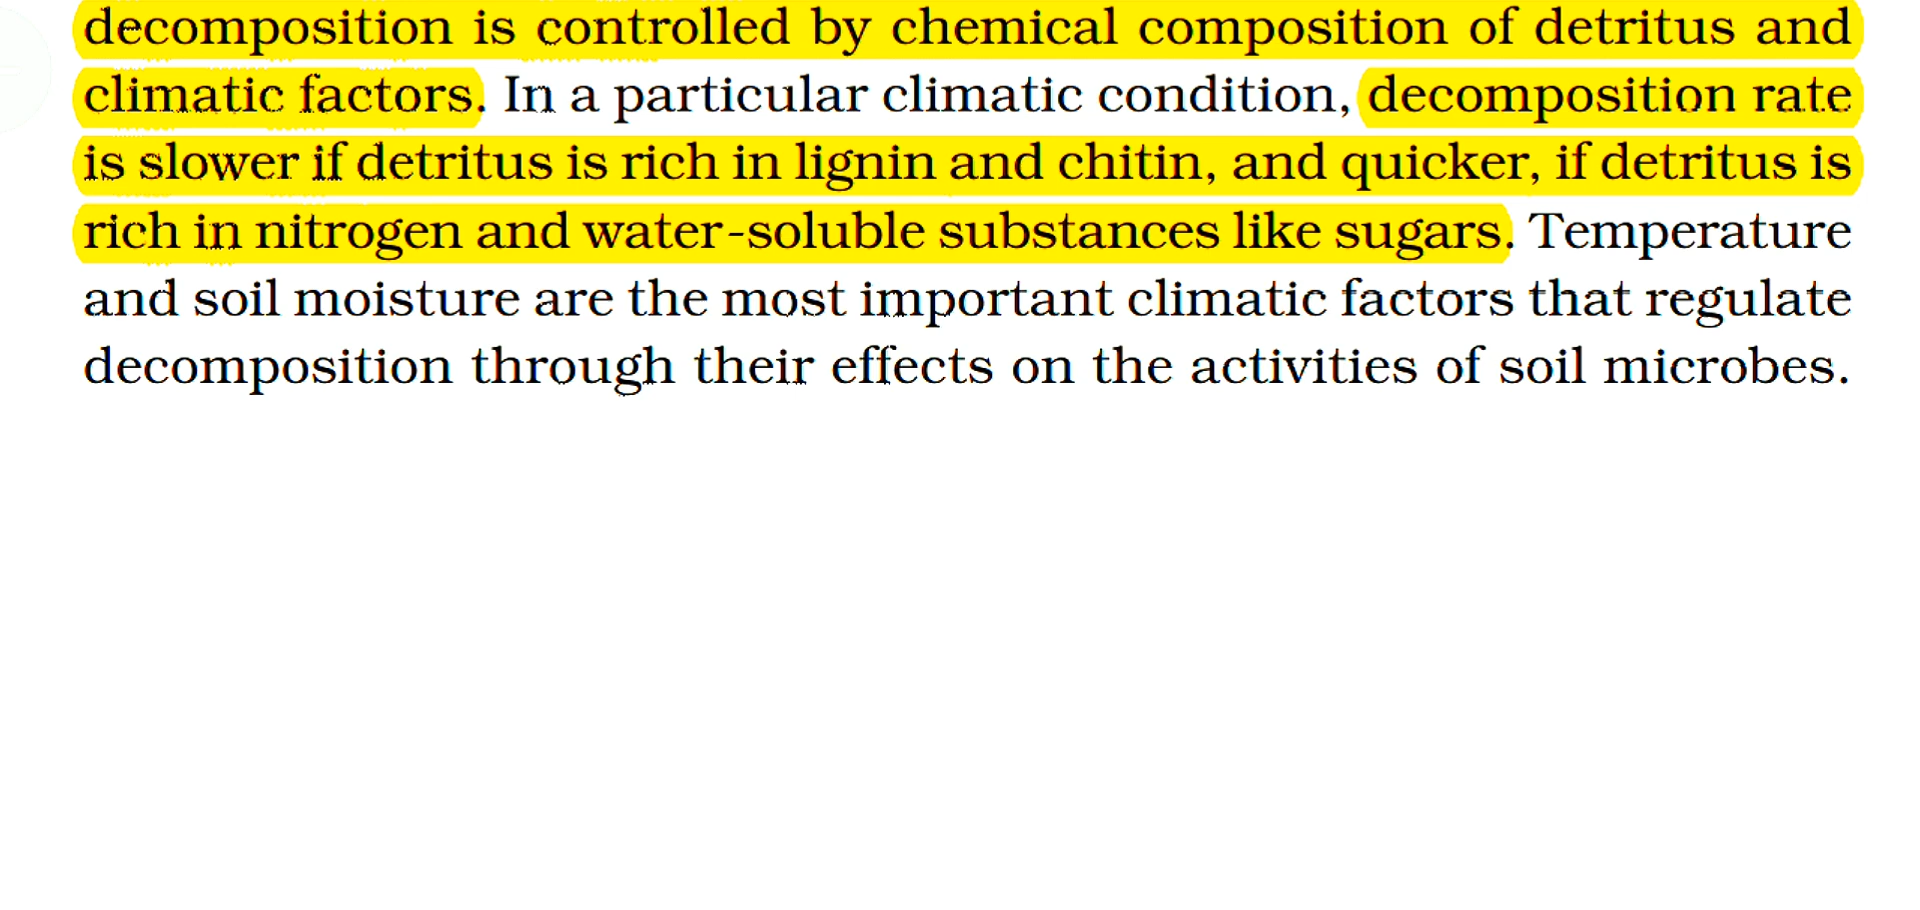 decomposition is controlled by chemical composition of detritus and
climatic factors. In a particular climatic condition, decomposition rate
is slower if detritus is rich in lignin and chitin, and quicker, if detritus is
rich in nitrogen and water-soluble substances like sugars. Temperature
and soil moisture are the most important climatic factors that regulate
decomposition through their effects on the activities of soil microbes.